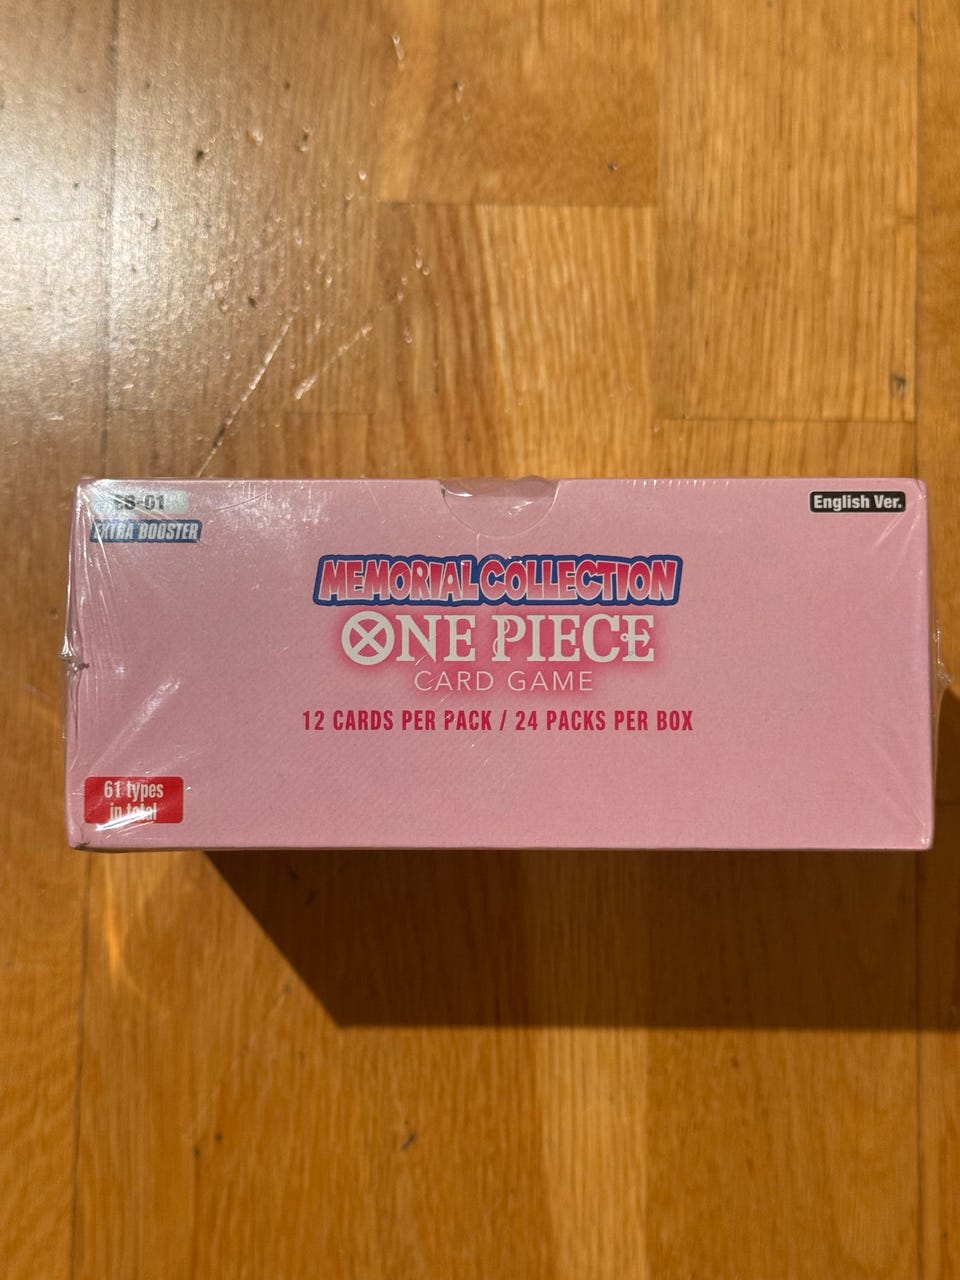 EB-01
EXTRA BOOSTER
English Ver.
MEMORIAL COLLECTION
ONE PIECE
CARD GAME
12 CARDS PER PACK / 24 PACKS PER BOX
61 types
in total